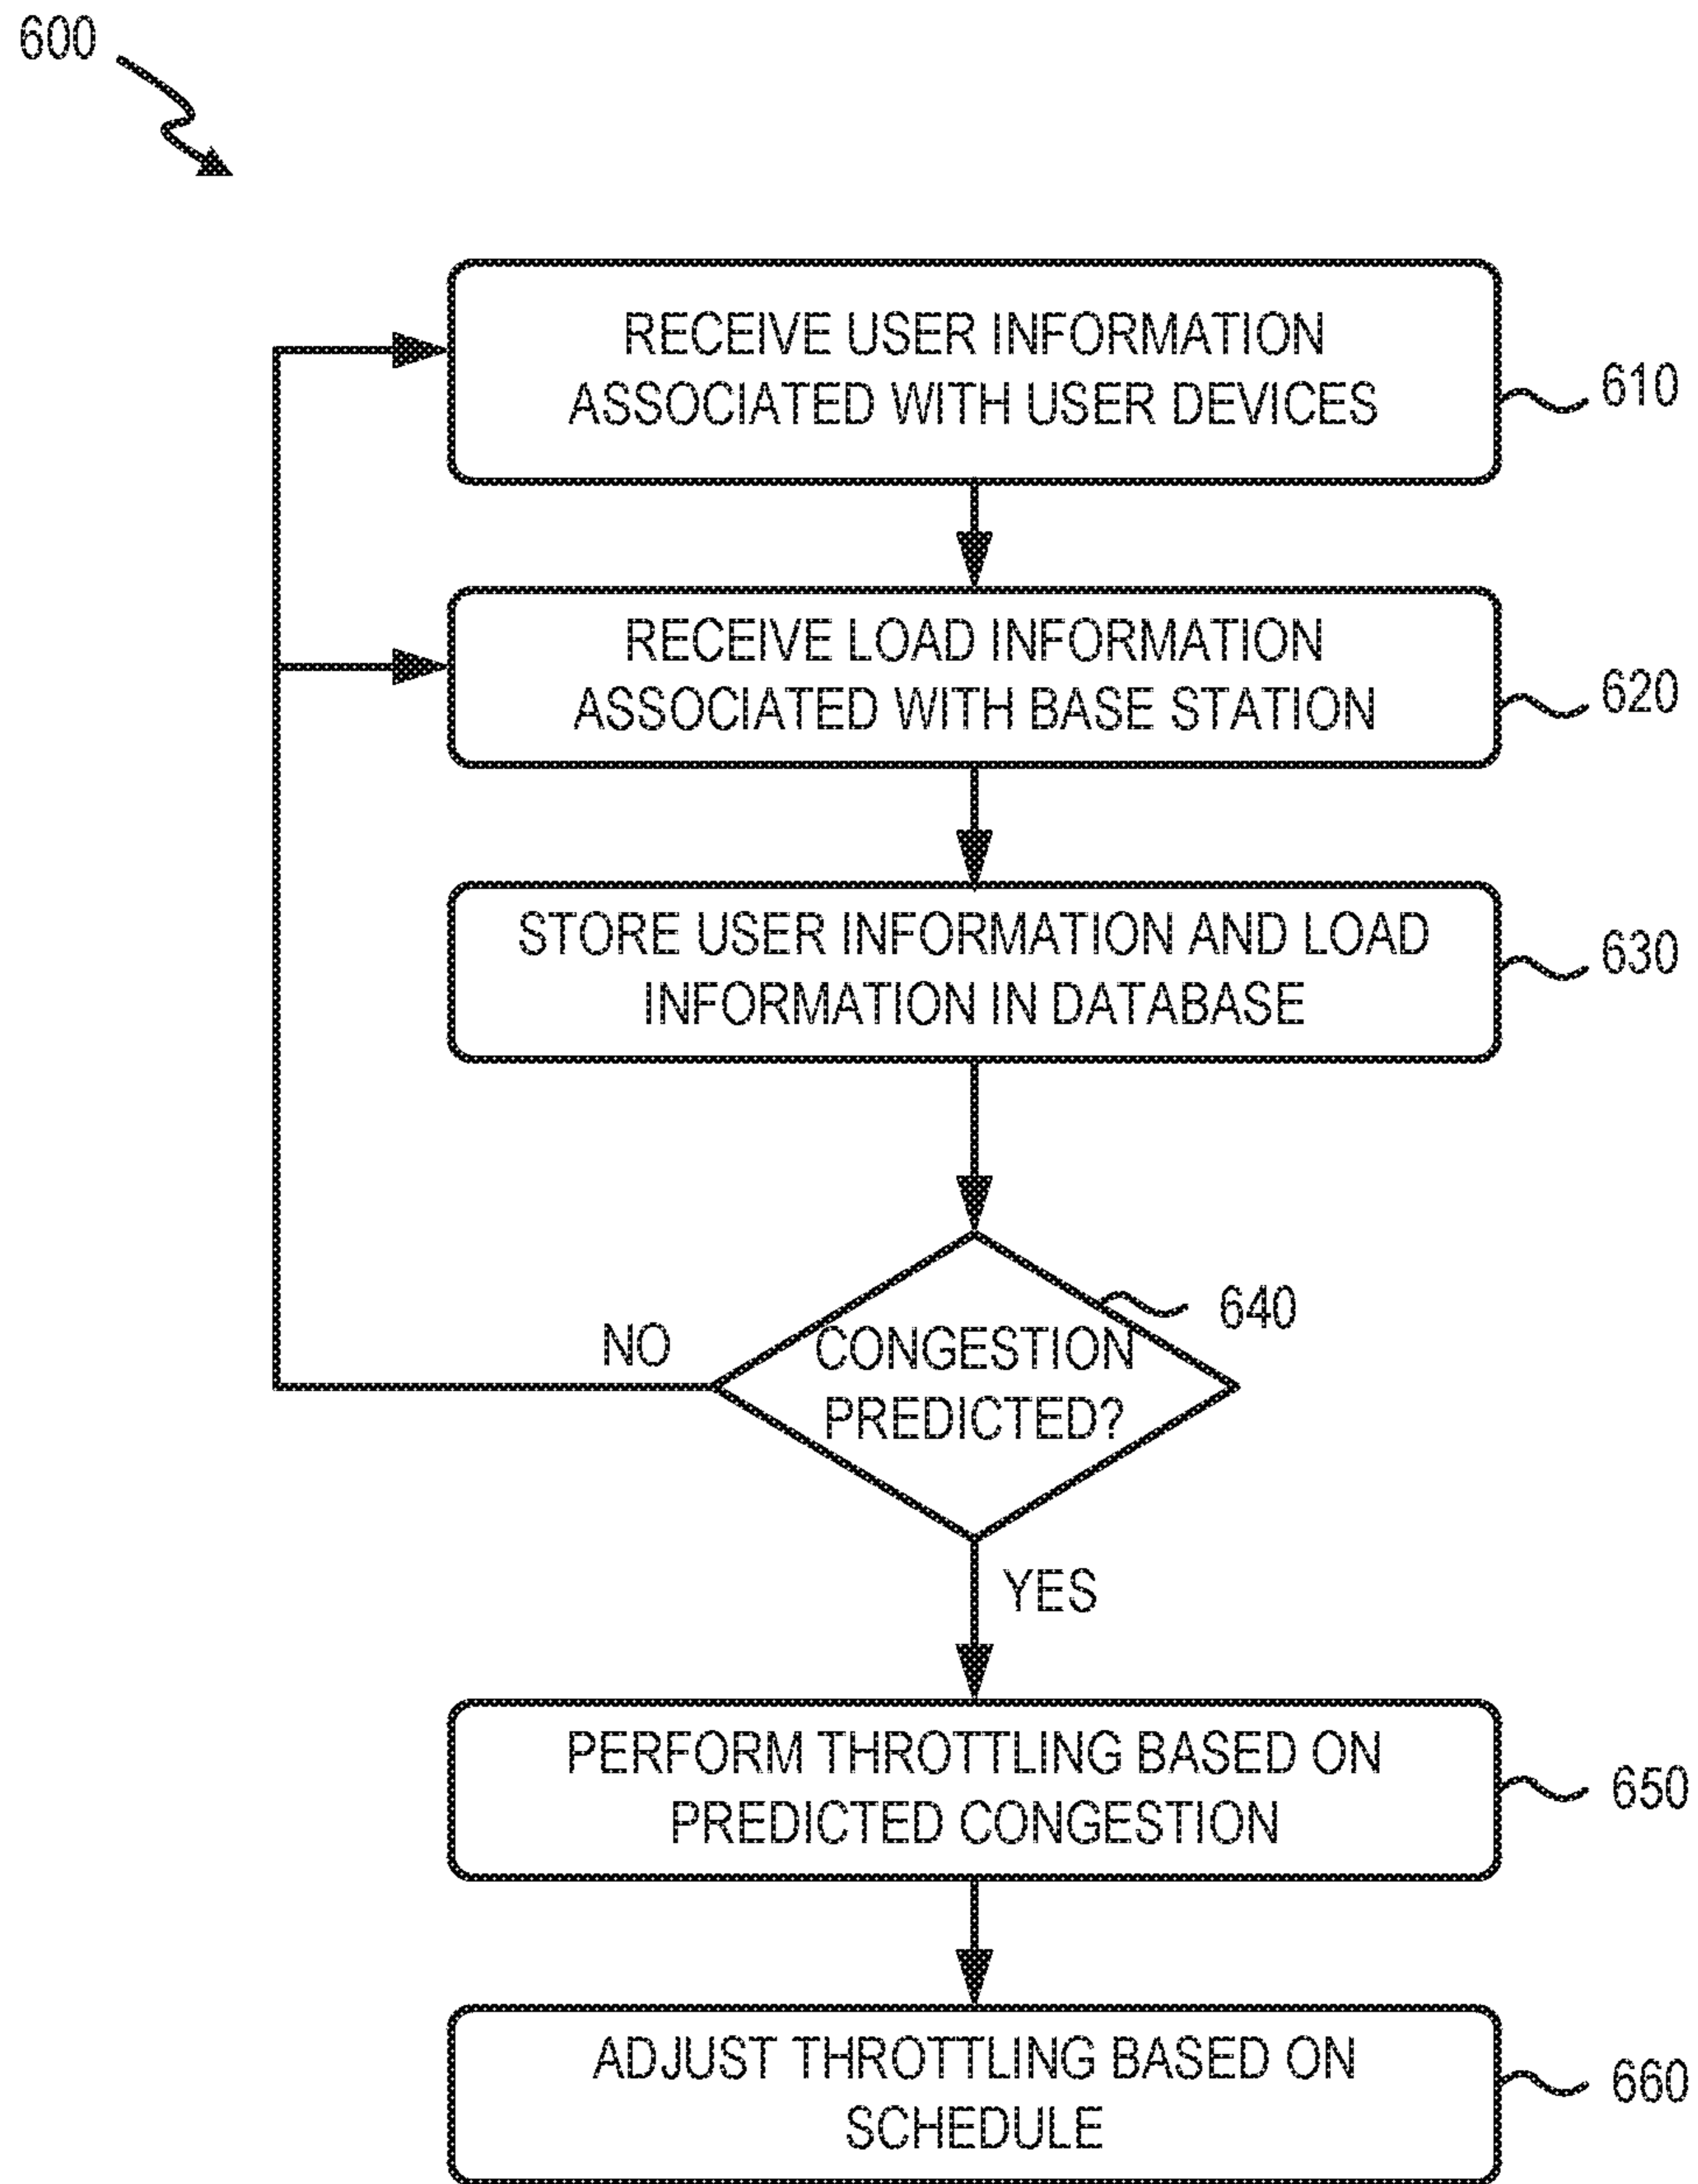 600
RECEIVE USER INFORMATION
ASSOCIATED WITH USER DEVICES
610
RECEIVE LOAD INFORMATION
ASSOCIATED WITH BASE STATION
620
STORE USER INFORMATION AND LOAD
INFORMATION IN DATABASE
630
640
NO
CONGESTION
PREDICTED?
YES
PERFORM THROTTLING BASED ON
PREDICTED CONGESTION
650
ADJUST THROTTLING BASED ON
SCHEDULE
660